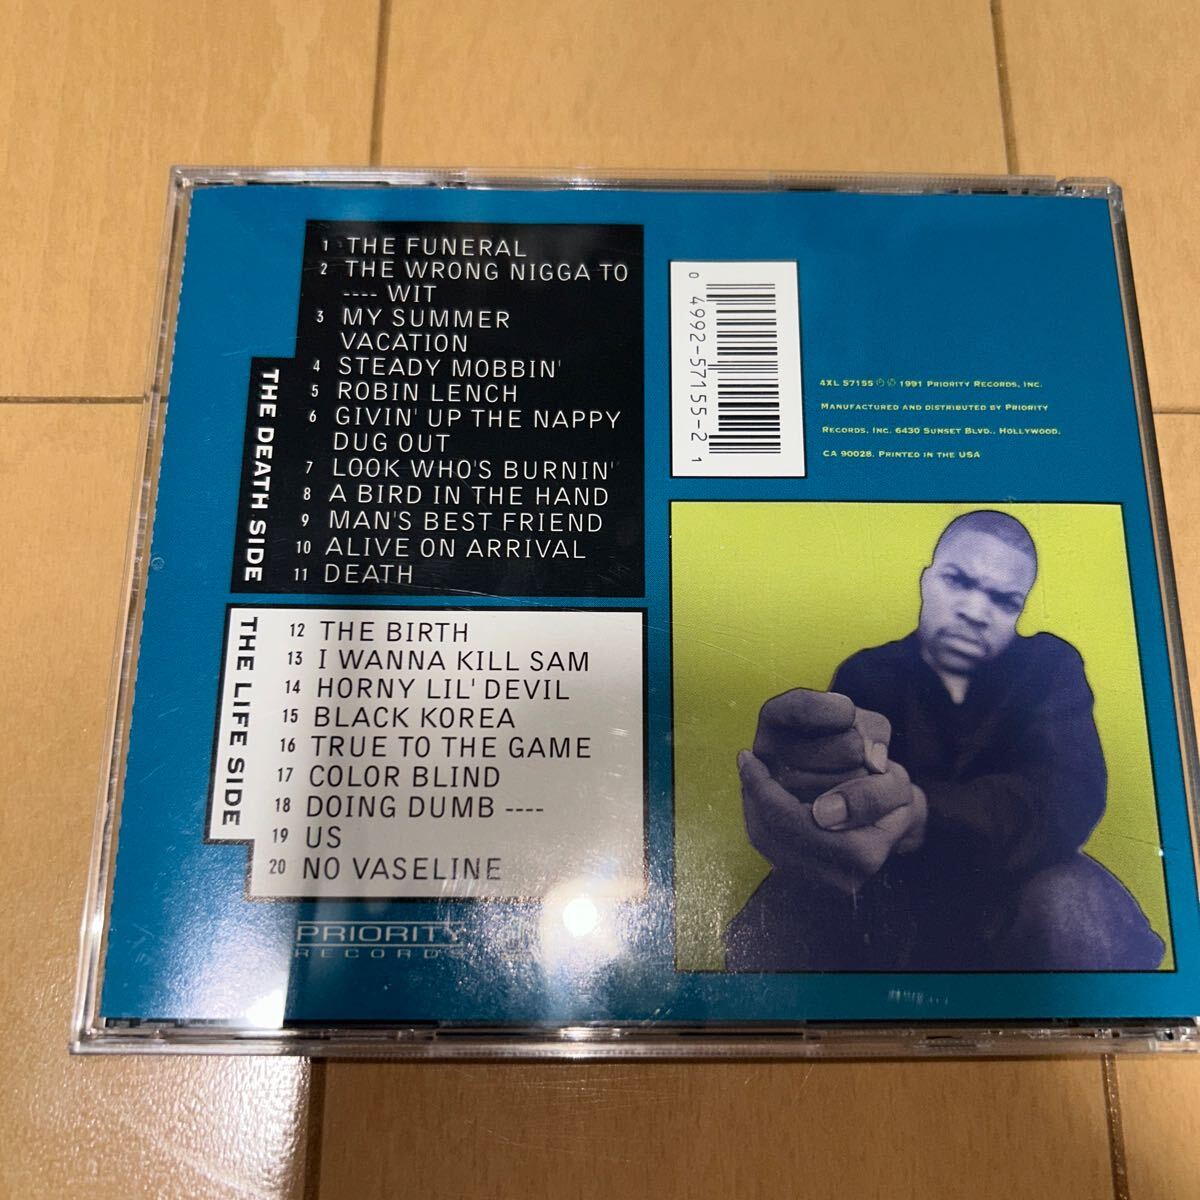 THE DEATH SIDE
1 THE FUNERAL
2 THE WRONG NIGGA TO
---- WIT
3 MY SUMMER
VACATION
4 STEADY MOBBIN'
5 ROBIN LENCH
6 GIVIN' UP THE NAPPY
DUG OUT
7 LOOK WHO'S BURNIN'
8 A BIRD IN THE HAND
9 MAN'S BEST FRIEND
10 ALIVE ON ARRIVAL
11 DEATH
THE LIFE SIDE
12 THE BIRTH
13 I WANNA KILL SAM
14 HORNY LIL' DEVIL
15 BLACK KOREA
16 TRUE TO THE GAME
17 COLOR BLIND
18 DOING DUMB ----
19 US
20 NO VASELINE
PRIORITY
RECORDS
0 4992-57155-2 1
4XL 57155 ℗ © 1991 PRIORITY RECORDS, INC.
MANUFACTURED AND DISTRIBUTED BY PRIORITY
RECORDS, INC. 6430 SUNSET BLVD., HOLLYWOOD,
CA 90028. PRINTED IN THE USA